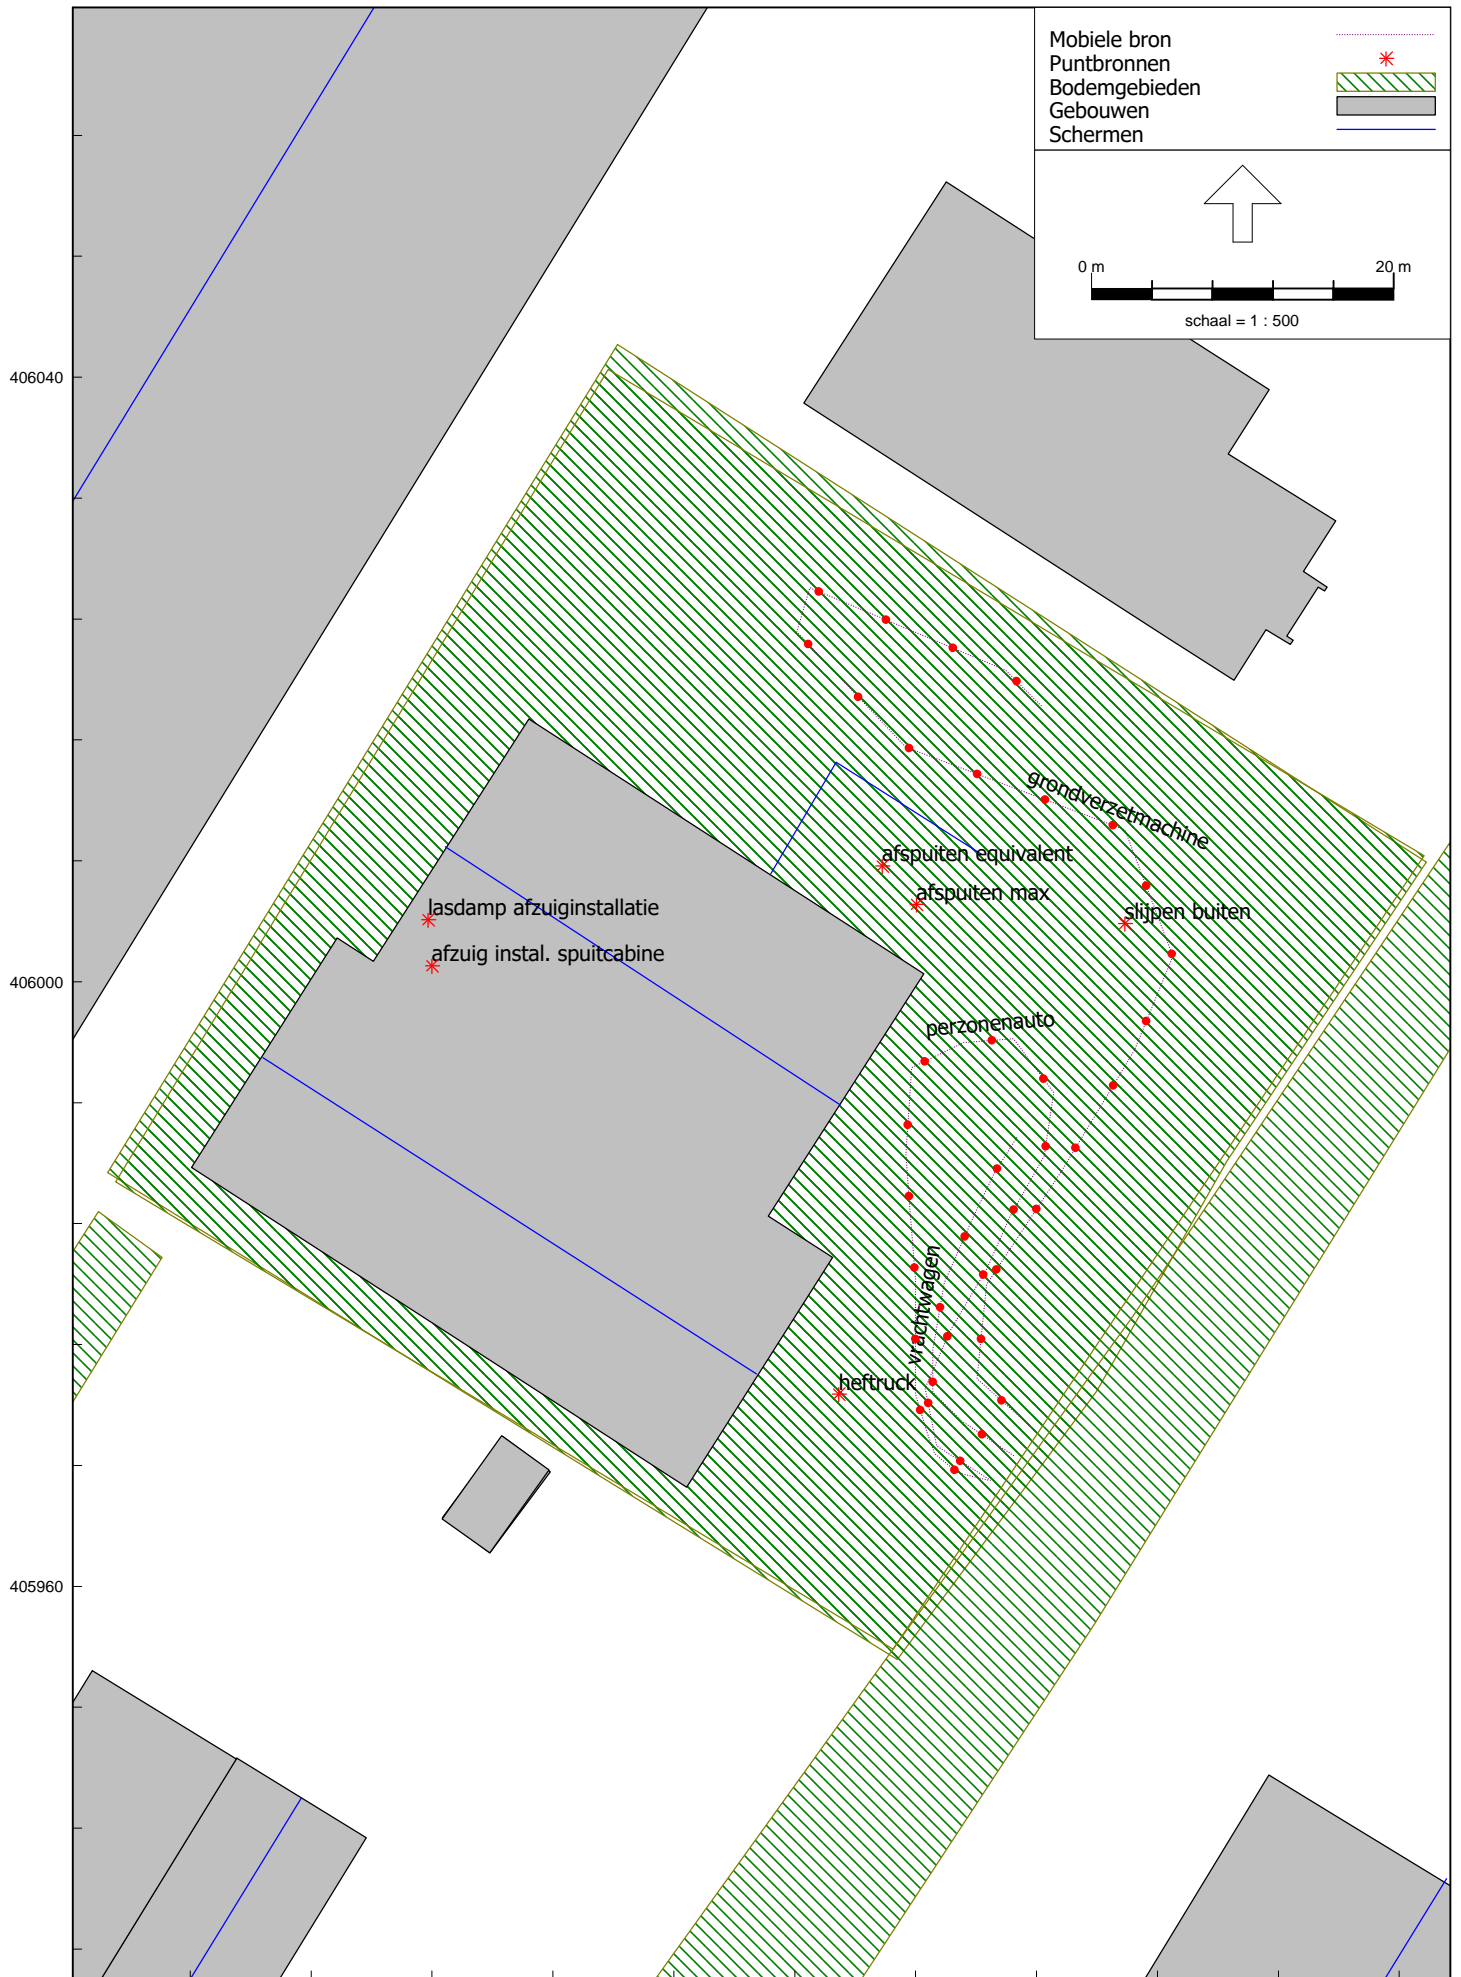 Mobiele bron
Puntbronnen
Bodemgebieden
Gebouwen
Schermen
0 m
20 m
schaal = 1 : 500
406040
grondverzetmachine
afspuiten equivalent
afspuiten max
lasdamp afzuiginstallatie
slijpen buiten
afzuig instal. spuitcabine
406000
perzonenauto
vrachtwagen
heftruck
405960